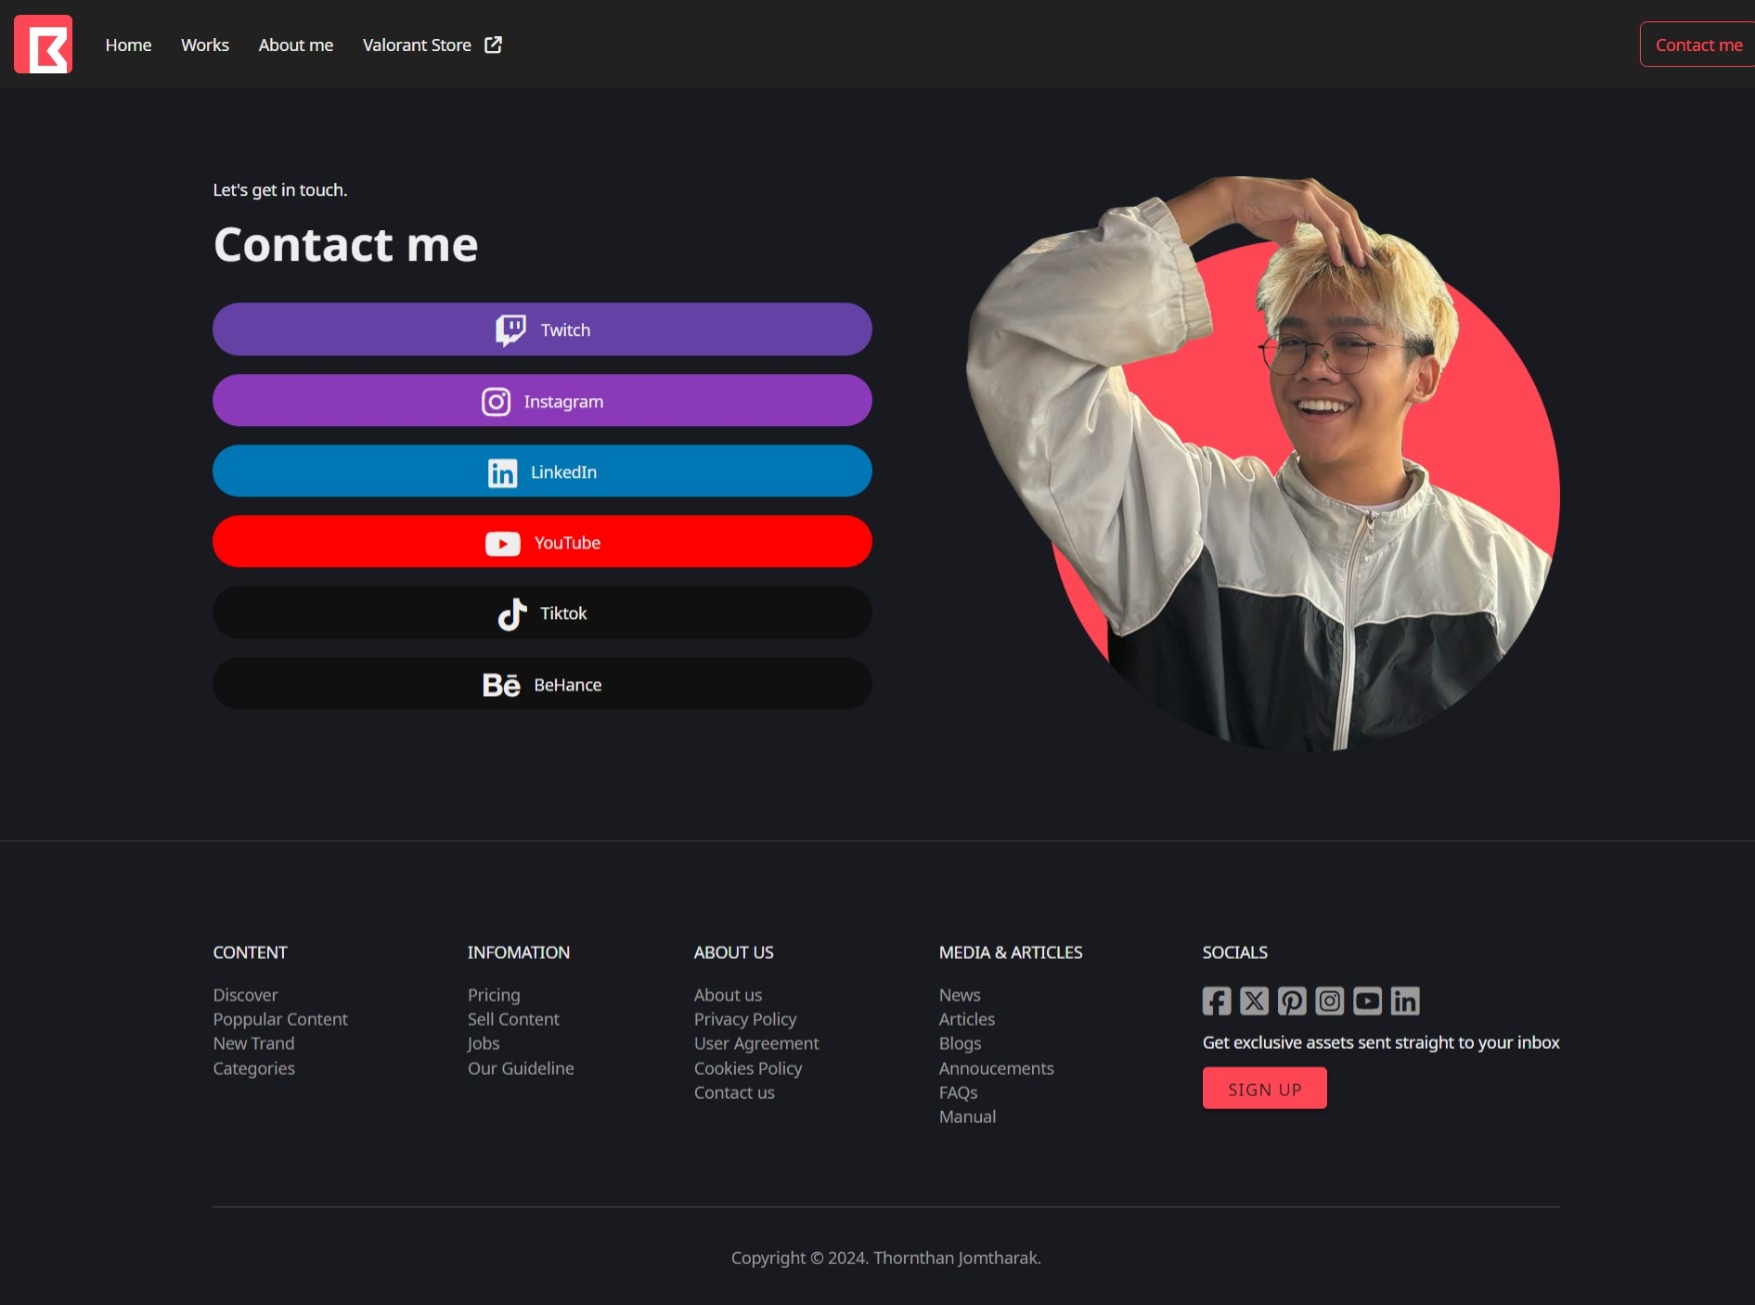 Home Works About me Valorant Store Contact me
Let's get in touch.
Contact me
Twitch
Instagram
LinkedIn
YouTube
Tiktok
Bē BeHance
CONTENT
Discover
Poppular Content
New Trand
Categories
INFOMATION
Pricing
Sell Content
Jobs
Our Guideline
ABOUT US
About us
Privacy Policy
User Agreement
Cookies Policy
Contact us
MEDIA & ARTICLES
News
Articles
Blogs
Annoucements
FAQs
Manual
SOCIALS
Get exclusive assets sent straight to your inbox
SIGN UP
Copyright © 2024. Thornthan Jomtharak.